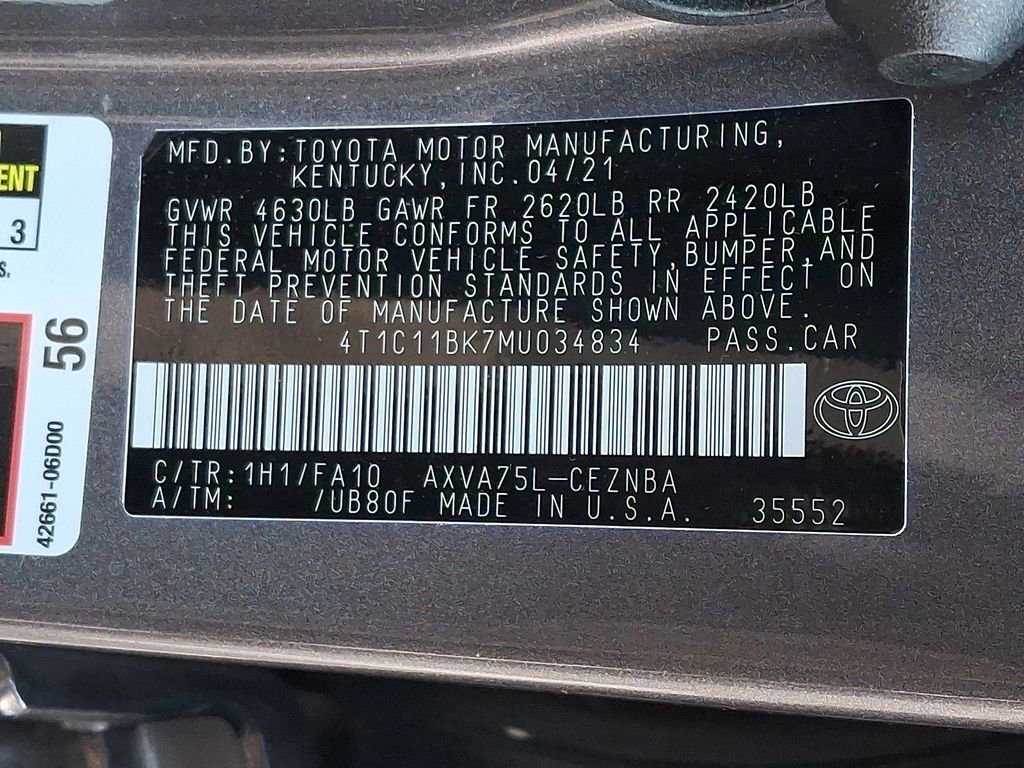 MFD.BY:TOYOTA MOTOR MANUFACTURING,
KENTUCKY,INC.04/21
GVWR 4630LB GAWR FR 2620LB RR 2420LB
THIS VEHICLE CONFORMS TO ALL APPLICABLE
FEDERAL MOTOR VEHICLE SAFETY,BUMPER,AND
THEFT PREVENTION STANDARDS IN EFFECT ON
THE DATE OF MANUFACTURE SHOWN ABOVE.
4T1C11BK7MU034834 PASS.CAR
C/TR:1H1/FA10 AXVA75L-CEZNBA
A/TM: /UB80F MADE IN U.S.A. 35552
ENT
3
s.
56
42661-06D00